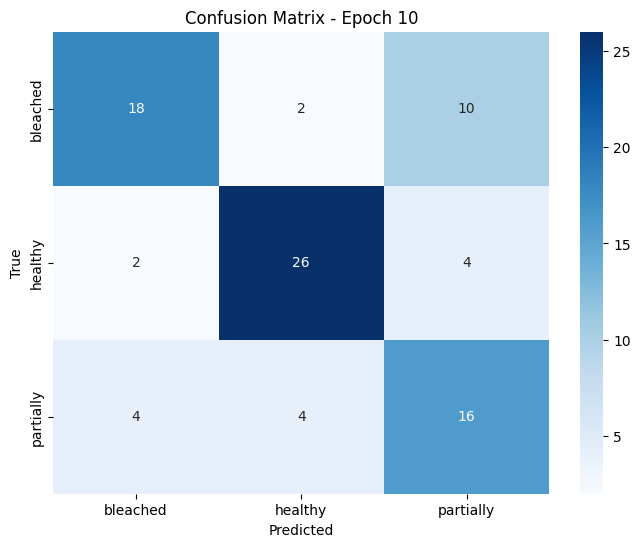 Confusion Matrix - Epoch 10
bleached
18
2
10
25
20
True
healthy
2
26
4
15
10
partially
4
4
16
5
bleached
healthy
partially
Predicted